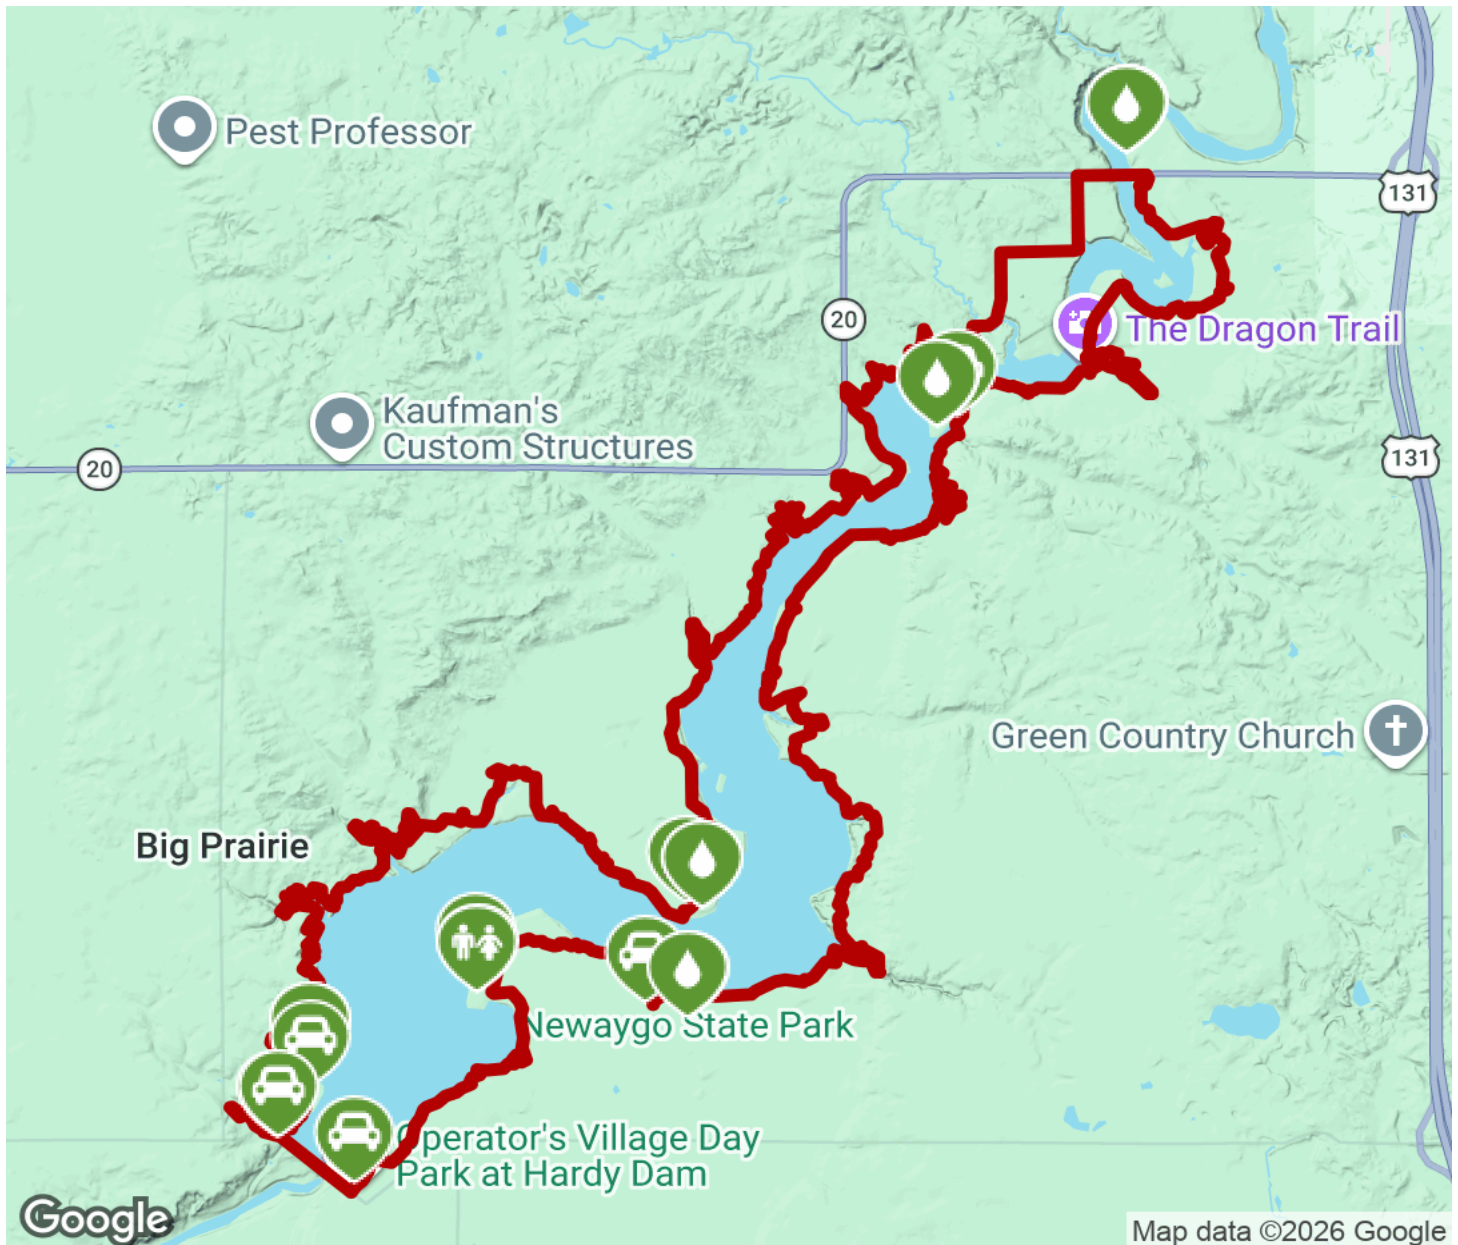 Pest Professor
131
20
The Dragon Trail
Kaufman's
Custom Structures
20
131
Green Country Church
Big Prairie
Newaygo State Park
Operator's Village Day
Park at Hardy Dam
Google
Map data ©2026 Google